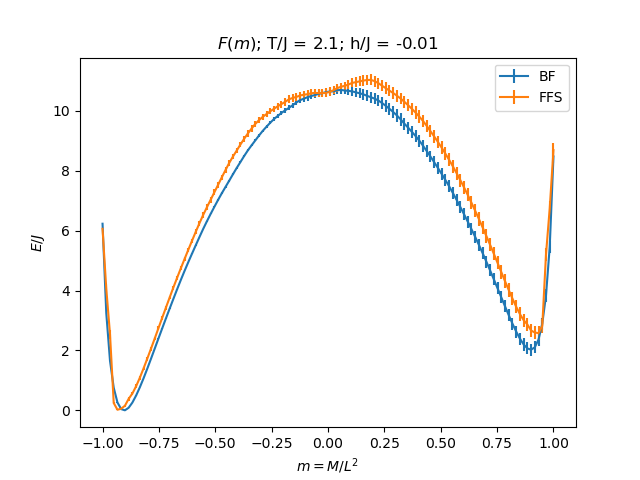 F(m); T/J = 2.1; h/J = -0.01
BF
FFS
E/J
10
8
6
4
2
0
−1.00 −0.75 −0.50 −0.25 0.00 0.25 0.50 0.75 1.00
m = M/L²